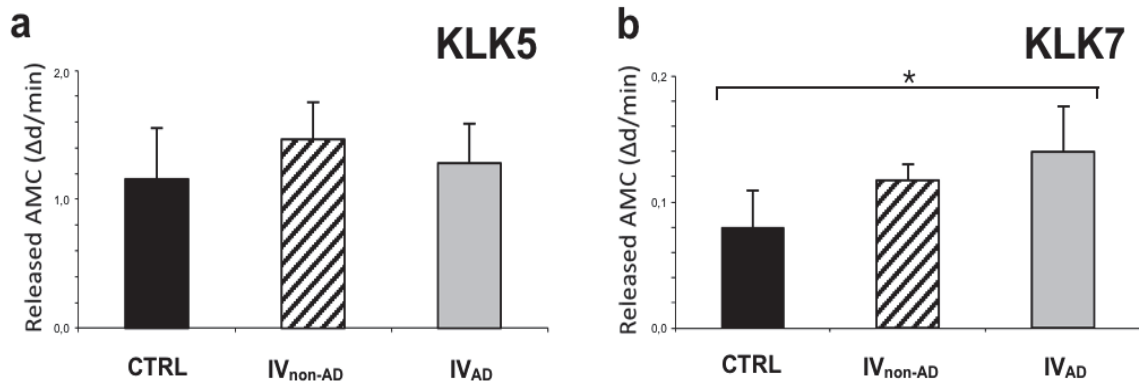 a
KLK5
Released AMC (Δd/min)
2,0
1,0
0,0
CTRL IVnon-AD IVAD
b
KLK7
Released AMC (Δd/min)
0,2
0,1
0,0
*
CTRL IVnon-AD IVAD